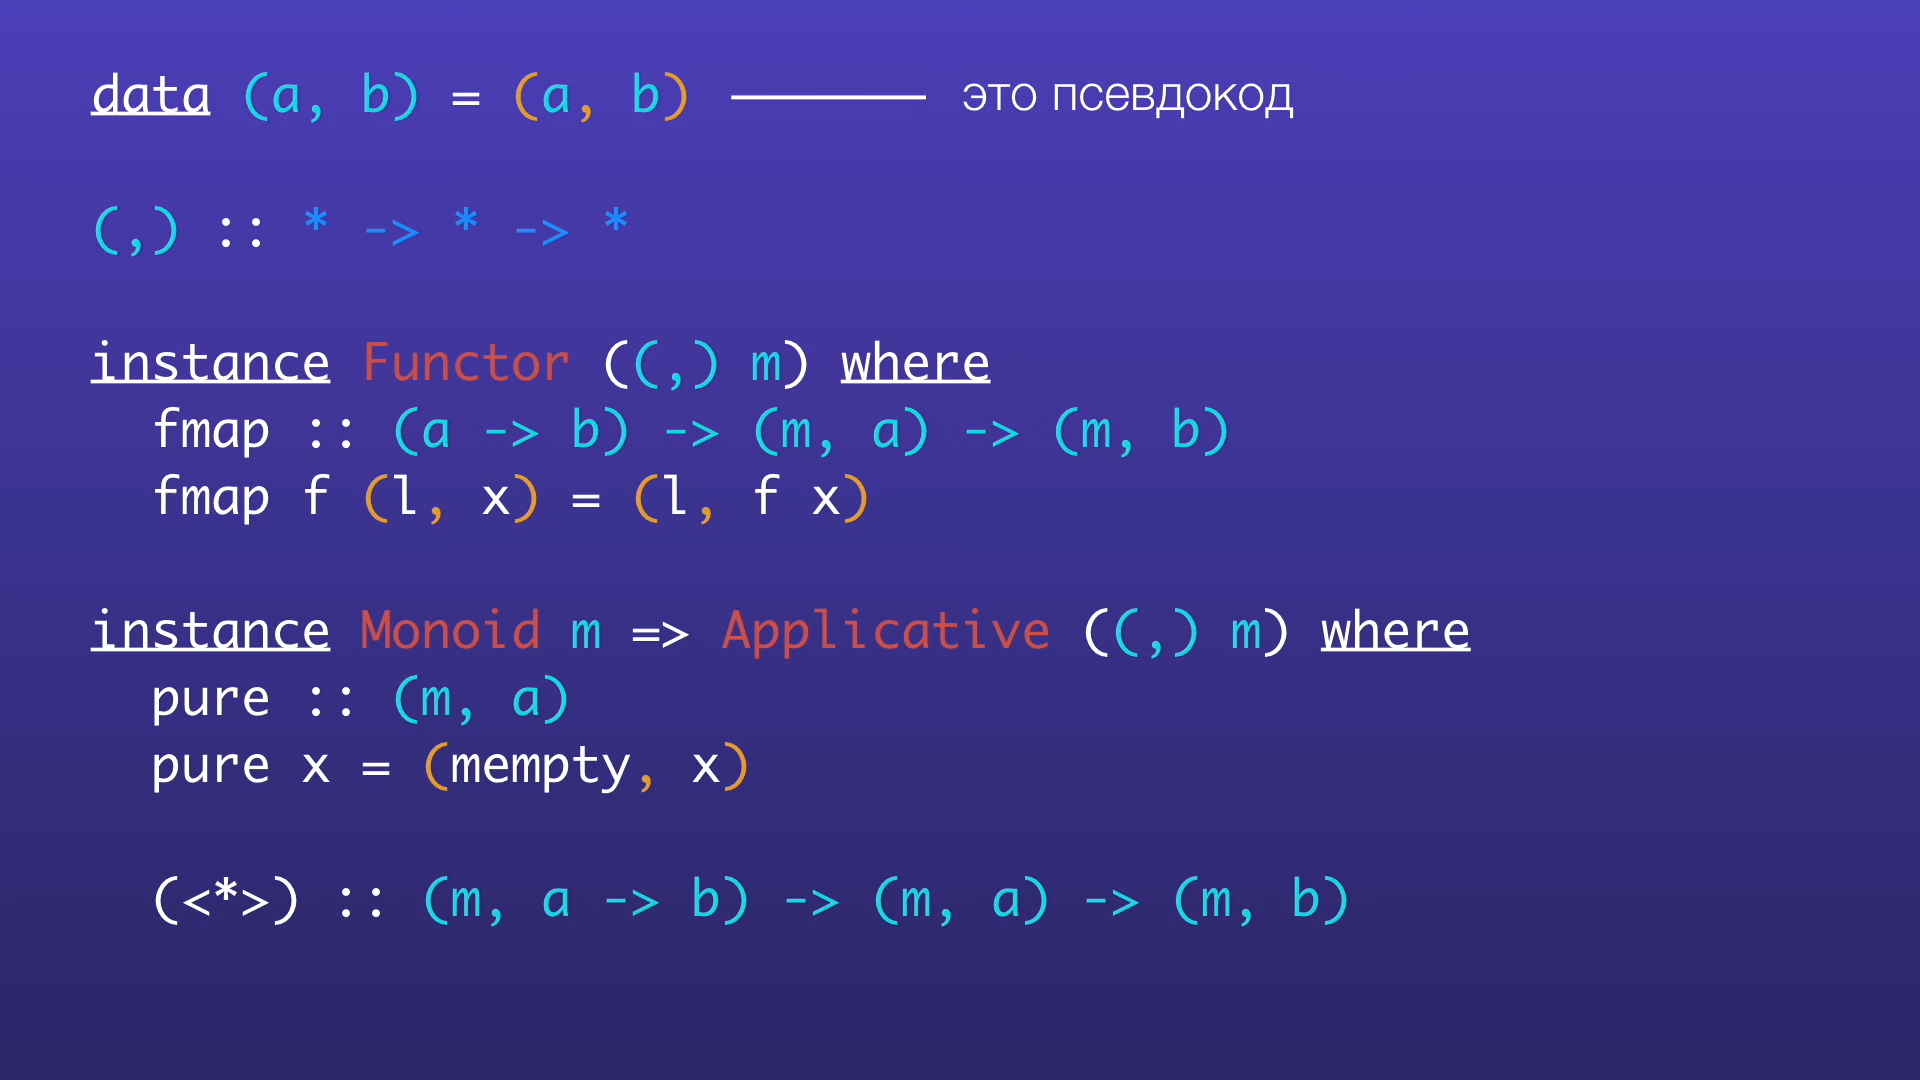 data (a, b) = (a, b) ——— это псевдокод
(,) :: * -> * -> *
instance Functor ((,) m) where
fmap :: (a -> b) -> (m, a) -> (m, b)
fmap f (l, x) = (l, f x)
instance Monoid m => Applicative ((,) m) where
pure :: (m, a)
pure x = (mempty, x)
(<*>) :: (m, a -> b) -> (m, a) -> (m, b)